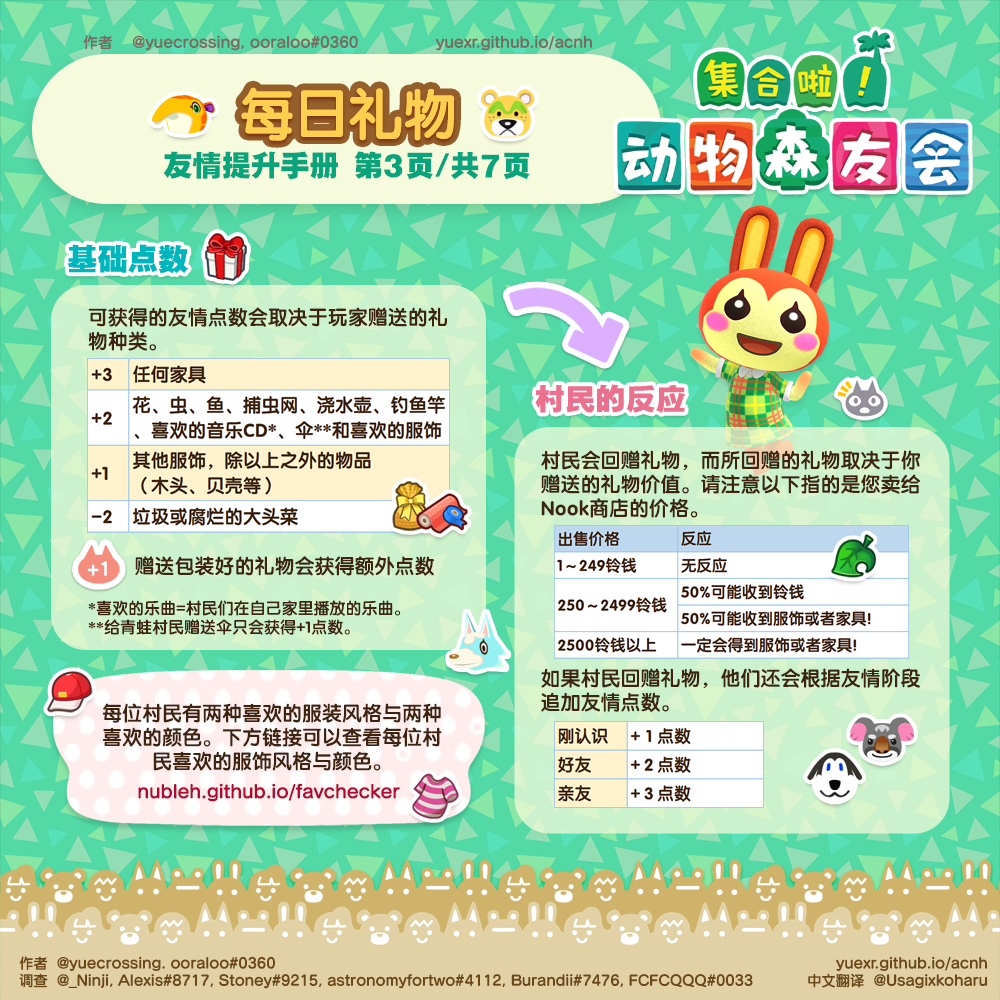 作者 @yuecrossing, ooraloo#0360 yuexr.github.io/acnh
集合啦!
动物森友会
每日礼物
友情提升手册 第3页/共7页
基础点数
可获得的友情点数会取决于玩家赠送的礼
物种类。
+3 任何家具
+2 花、虫、鱼、捕虫网、浇水壶、钓鱼竿
、喜欢的音乐CD*、伞**和喜欢的服饰
+1 其他服饰，除以上之外的物品
（木头、贝壳等）
−2 垃圾或腐烂的大头菜
+1 赠送包装好的礼物会获得额外点数
*喜欢的乐曲=村民们在自己家里播放的乐曲。
**给青蛙村民赠送伞只会获得+1点数。
每位村民有两种喜欢的服装风格与两种
喜欢的颜色。下方链接可以查看每位村
民喜欢的服饰风格与颜色。
nubleh.github.io/favchecker
村民的反应
村民会回赠礼物，而所回赠的礼物取决于你
赠送的礼物价值。请注意以下指的是您卖给
Nook商店的价格。
出售价格 反应
1～249铃钱 无反应
250～2499铃钱 50%可能收到铃钱
50%可能收到服饰或者家具!
2500铃钱以上 一定会得到服饰或者家具!
如果村民回赠礼物，他们还会根据友情阶段
追加友情点数。
刚认识 + 1 点数
好友 + 2 点数
亲友 + 3 点数
作者 @yuecrossing. ooraloo#0360 yuexr.github.io/acnh
调查 @_Ninji, Alexis#8717, Stoney#9215, astronomyfortwo#4112, Burandii#7476, FCFCQQQ#0033 中文翻译 @Usagixkoharu